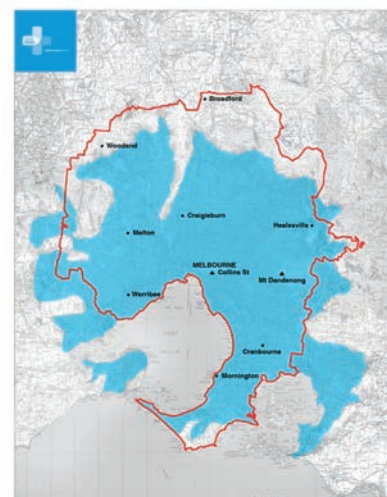 Broadford
Woodend
Craigieburn
Melton
Healesville
MELBOURNE
Collins St
Mt Dandenong
Werribee
Cranbourne
Mornington